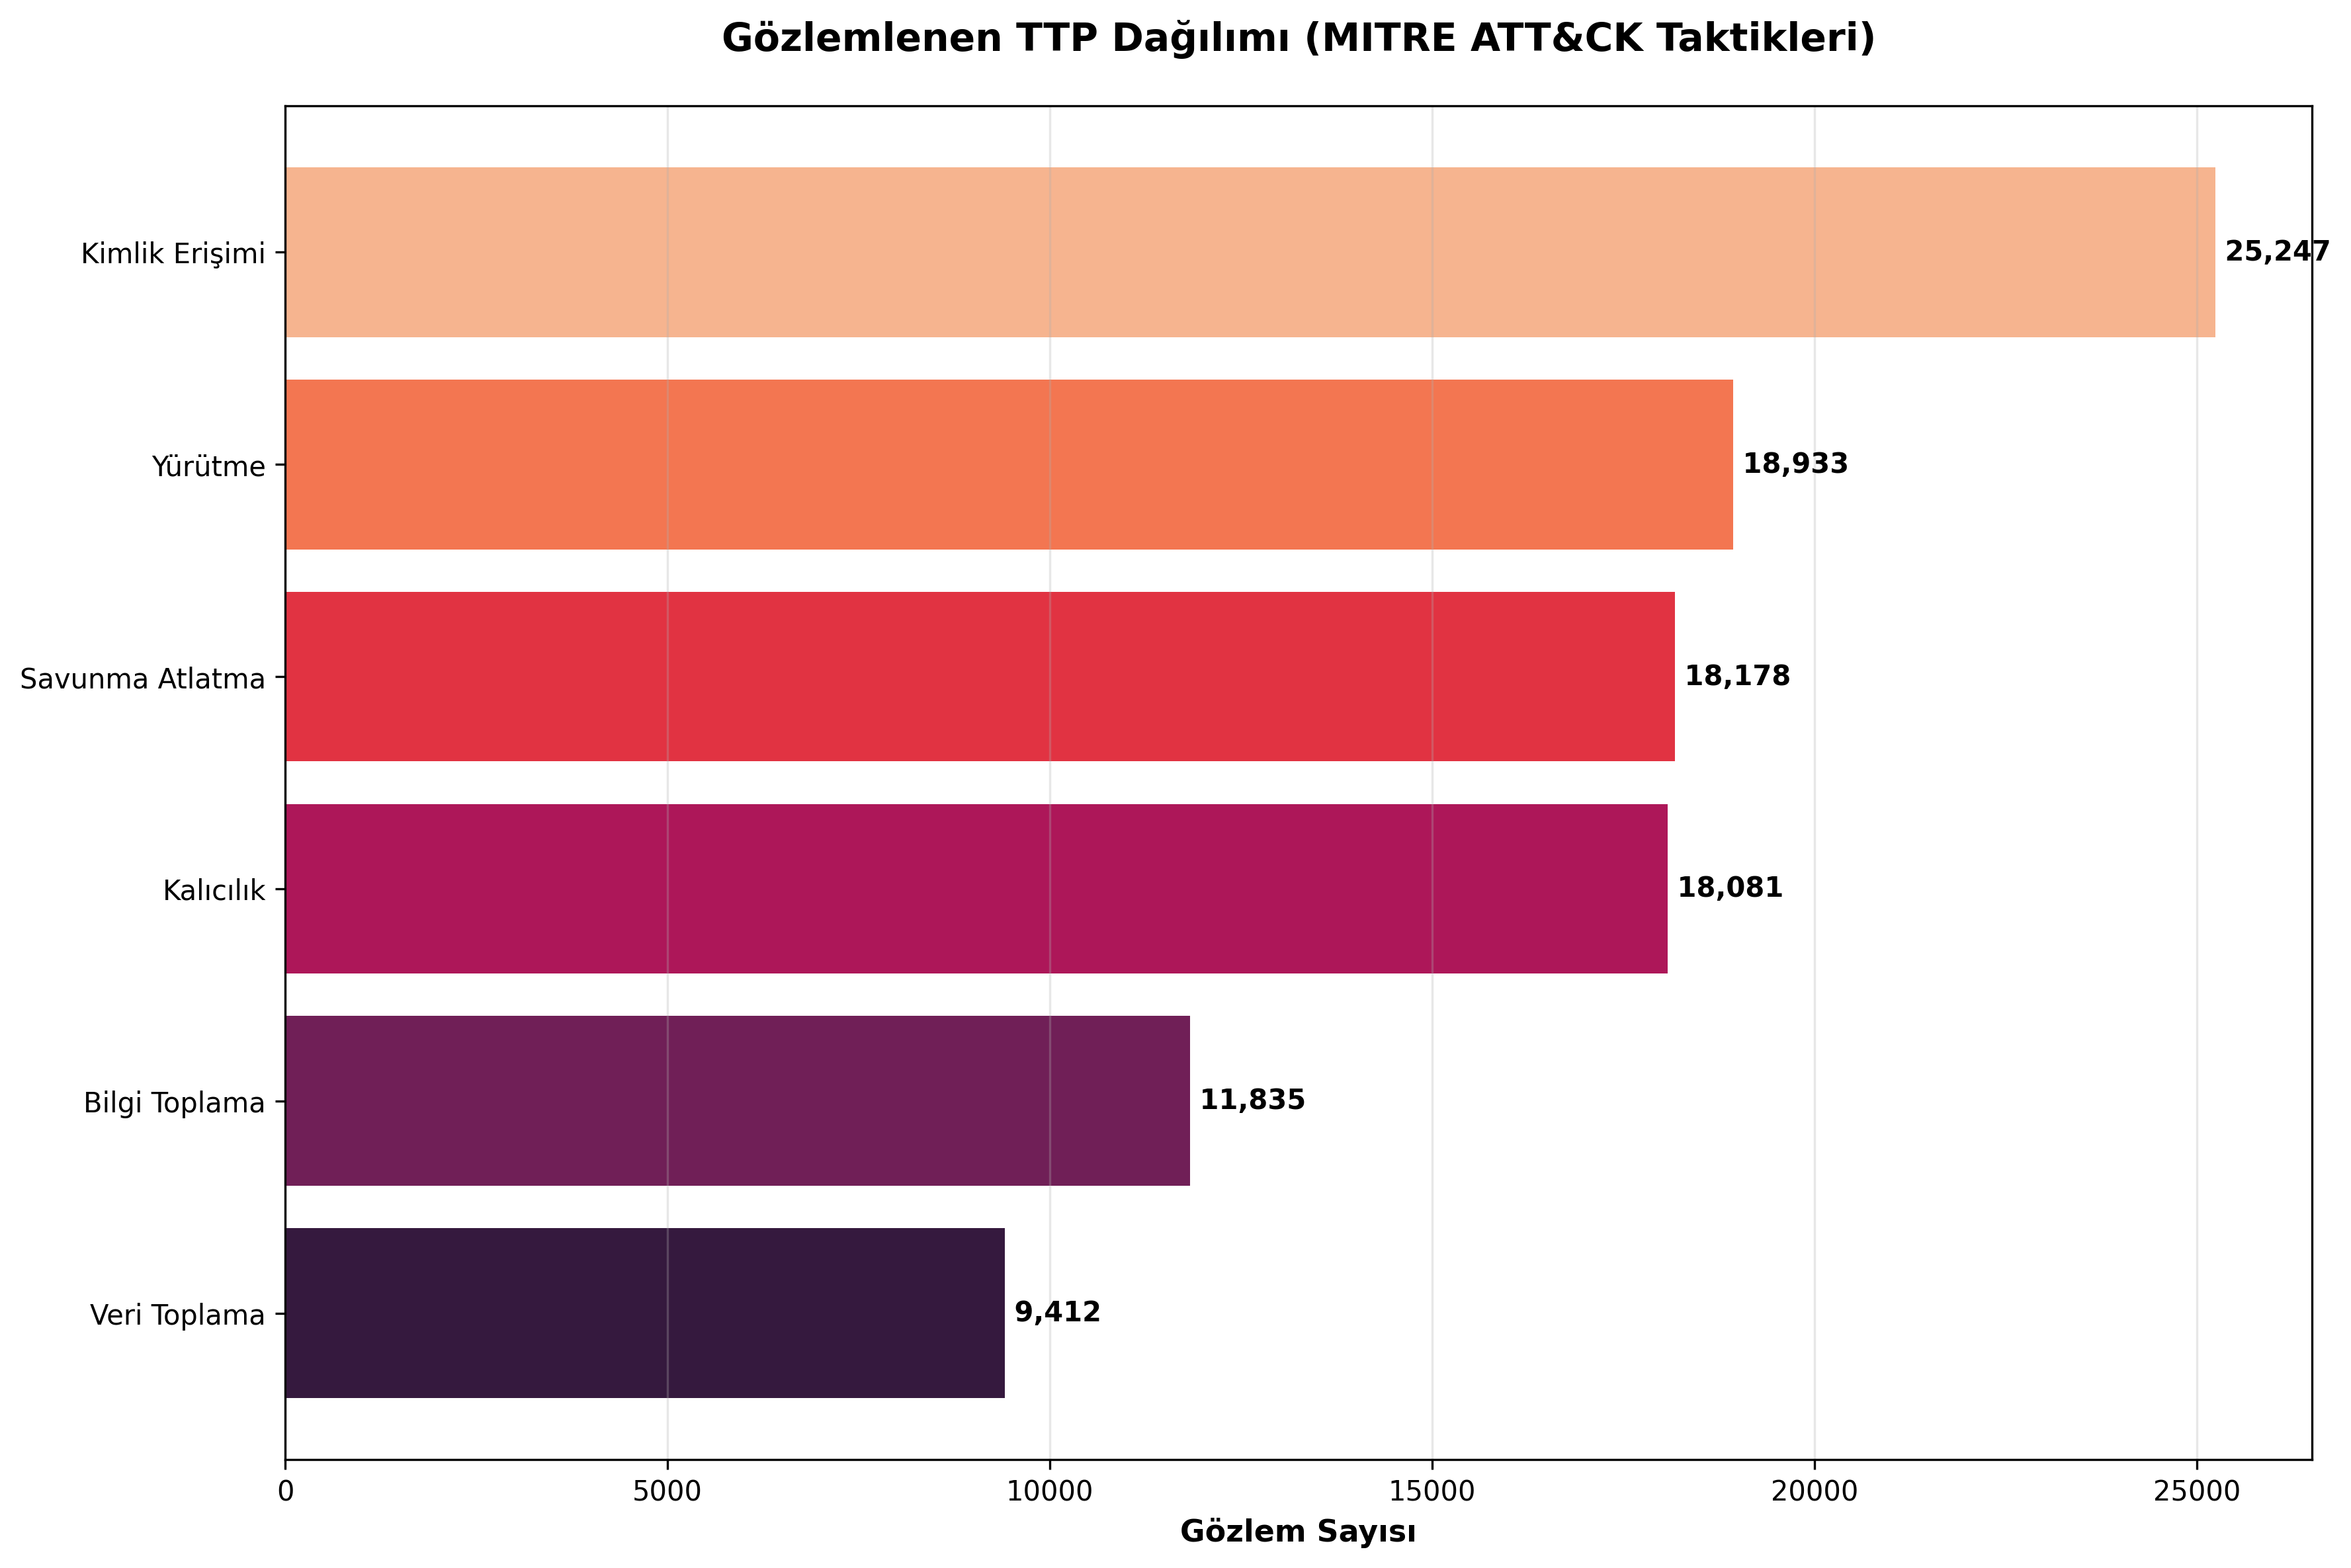 Gözlemlenen TTP Dağılımı (MITRE ATT&CK Taktikleri)
Kimlik Erişimi
25,247
Yürütme
18,933
Savunma Atlatma
18,178
Kalıcılık
18,081
Bilgi Toplama
11,835
Veri Toplama
9,412
0 5000 10000 15000 20000 25000
Gözlem Sayısı